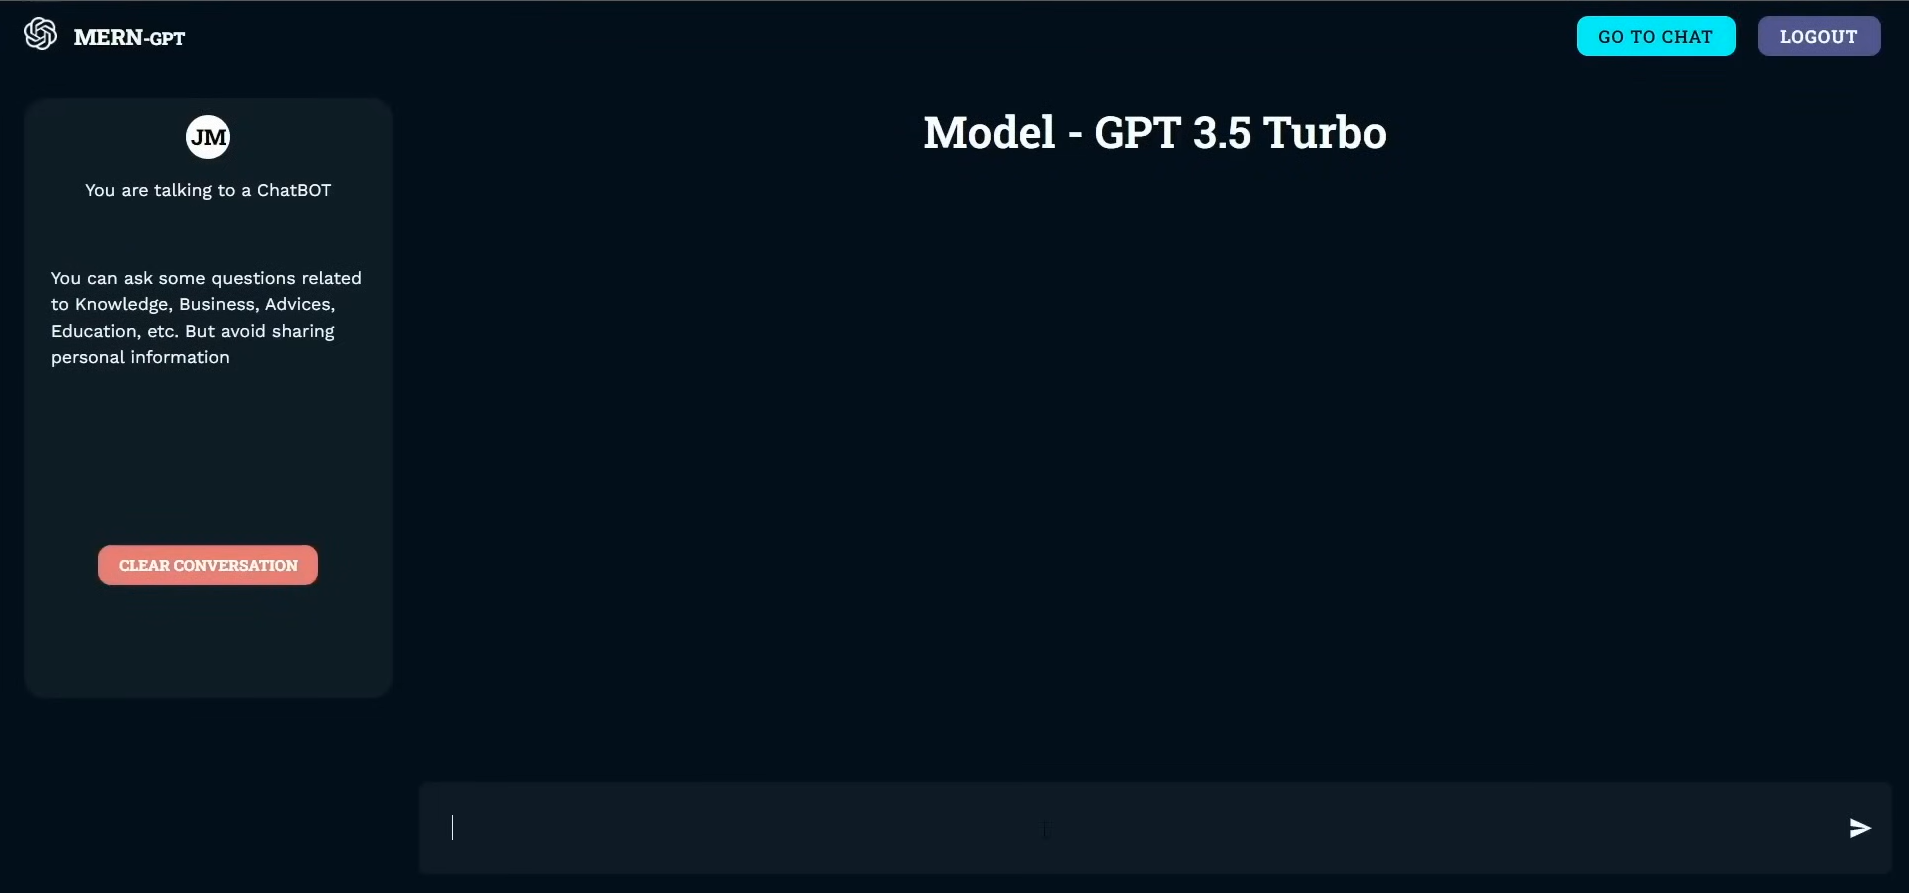 MERN-GPT
GO TO CHAT
LOGOUT
JM
You are talking to a ChatBOT
You can ask some questions related
to Knowledge, Business, Advices,
Education, etc. But avoid sharing
personal information
CLEAR CONVERSATION
Model - GPT 3.5 Turbo